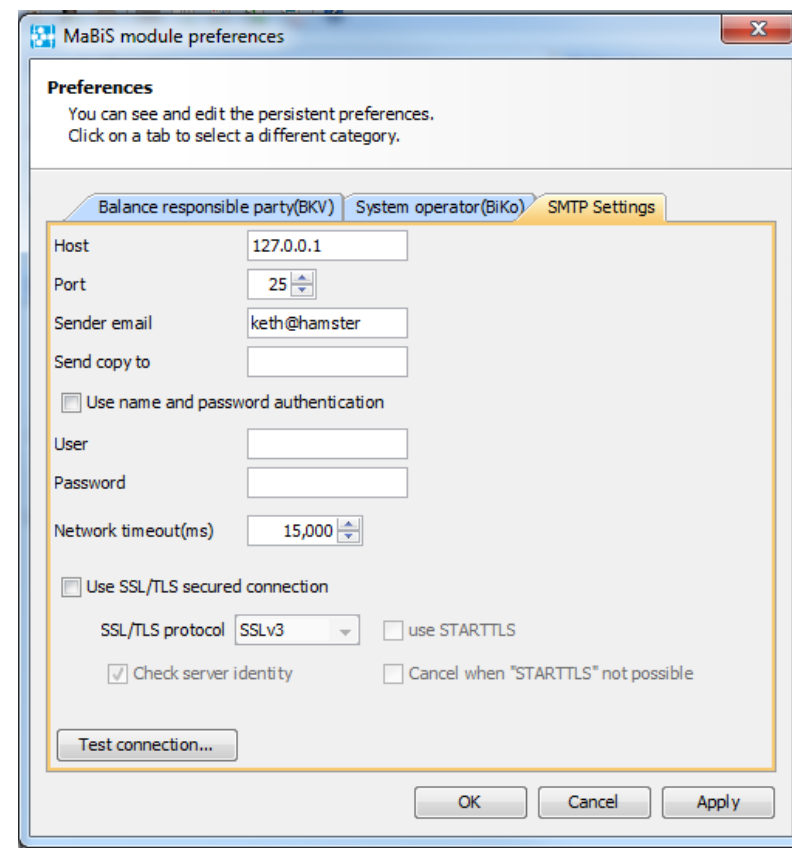 MaBiS module preferences
Preferences
You can see and edit the persistent preferences.
Click on a tab to select a different category.
Balance responsible party(BKV) System operator(BiKo) SMTP Settings
Host 127.0.0.1
Port 25
Sender email keth@hamster
Send copy to
Use name and password authentication
User
Password
Network timeout(ms) 15,000
Use SSL/TLS secured connection
SSL/TLS protocol SSLv3 use STARTTLS
Check server identity Cancel when "STARTTLS" not possible
Test connection...
OK Cancel Apply